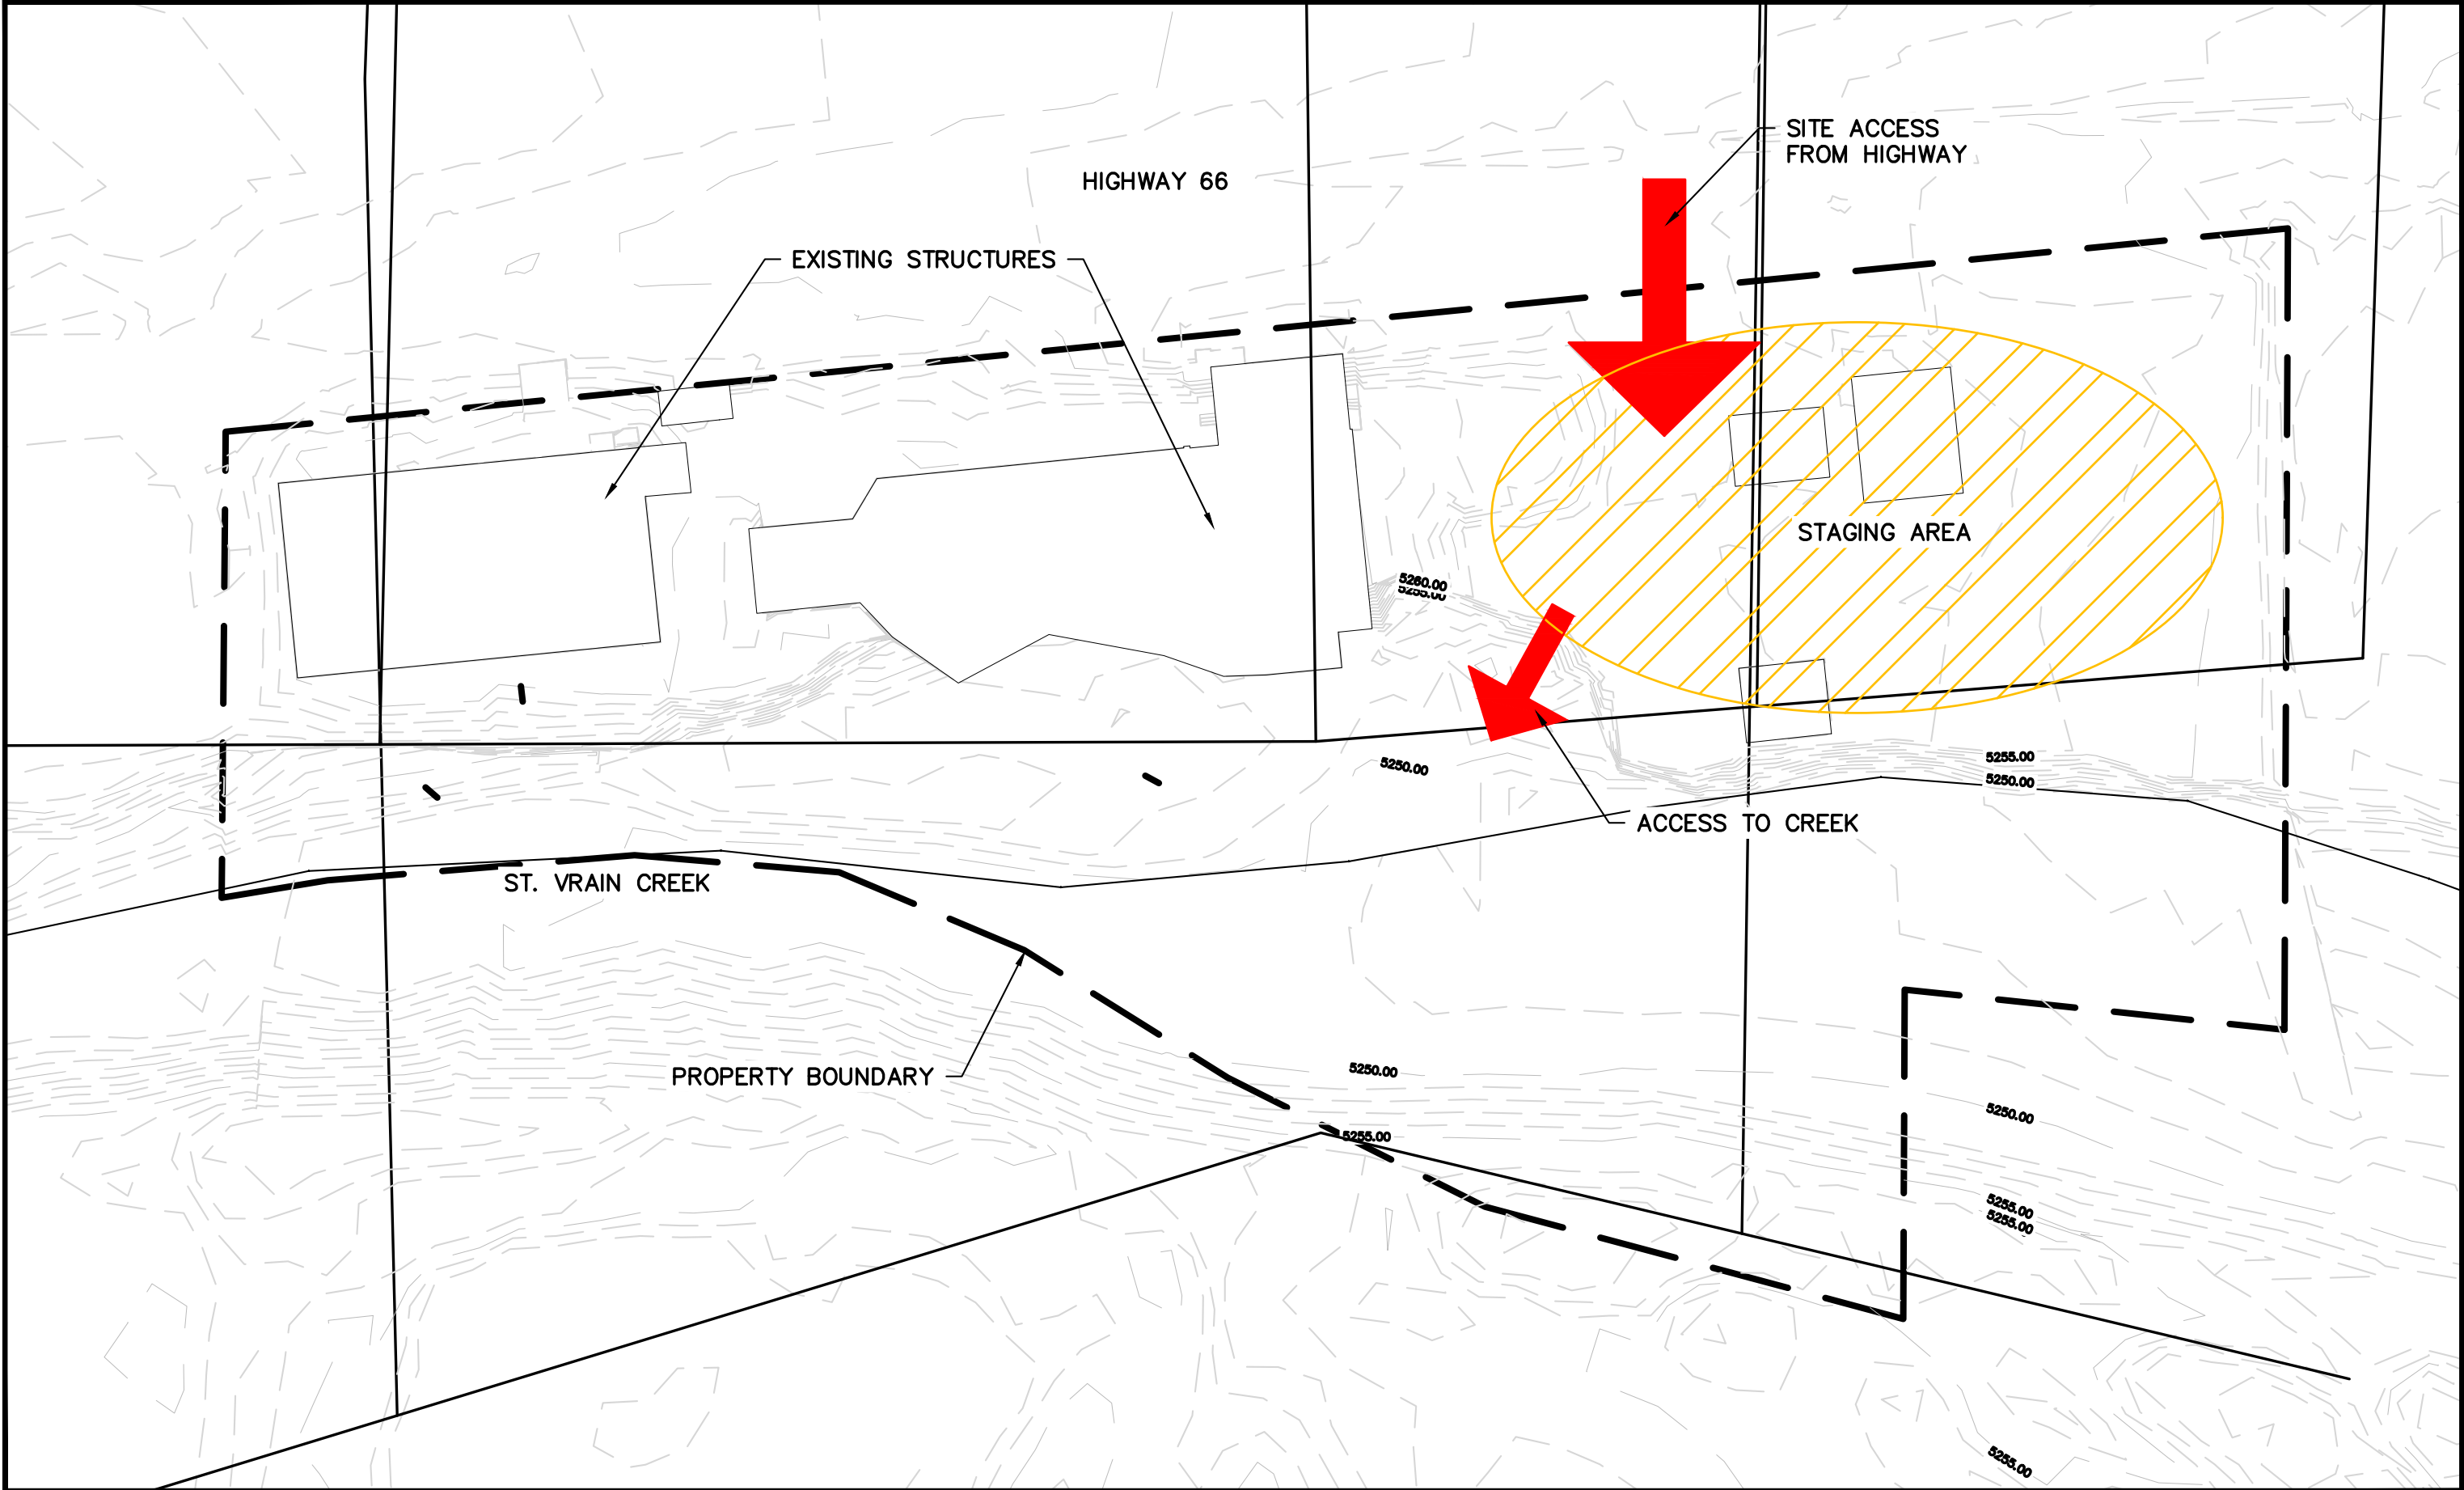 SITE ACCESS
FROM HIGHWAY
HIGHWAY 66
EXISTING STRUCTURES
STAGING AREA
5260.00
5255.00
5250.00
5255.00
5250.00
ACCESS TO CREEK
ST. VRAIN CREEK
PROPERTY BOUNDARY
5250.00
5250.00
5255.00
5255.00
5255.00
5255.00